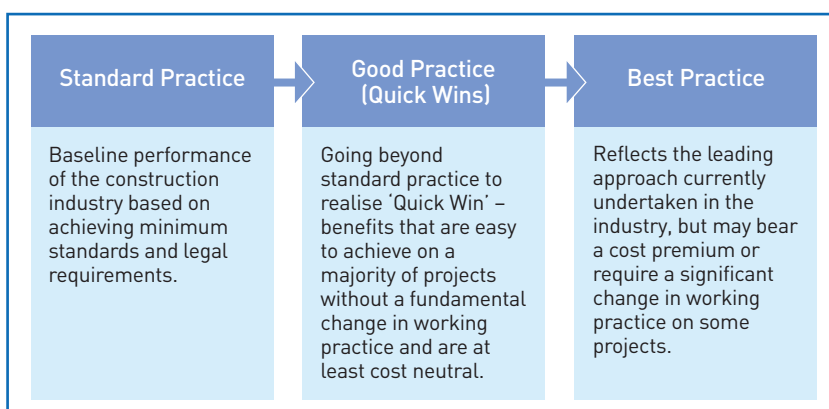 Standard Practice
Baseline performance
of the construction
industry based on
achieving minimum
standards and legal
requirements.
Good Practice
(Quick Wins)
Going beyond
standard practice to
realise ‘Quick Win’ –
benefits that are easy
to achieve on a
majority of projects
without a fundamental
change in working
practice and are at
least cost neutral.
Best Practice
Reflects the leading
approach currently
undertaken in the
industry, but may bear
a cost premium or
require a significant
change in working
practice on some
projects.